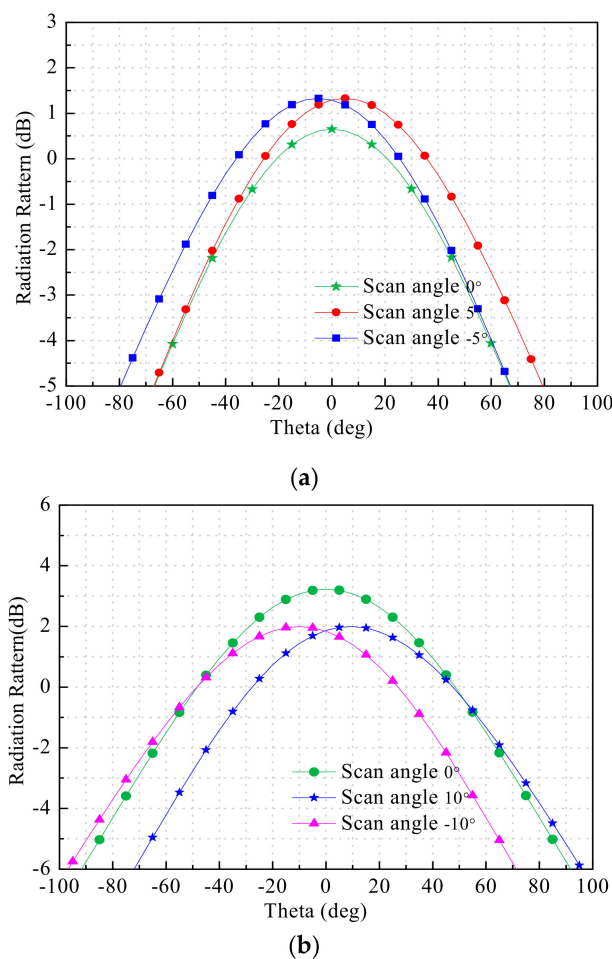 3
2
1
0
-1
-2
-3
-4
-5
Radiation Rattern (dB)
Scan angle 0°
Scan angle 5
Scan angle -5°
-100 -80 -60 -40 -20 0 20 40 60 80 100
Theta (deg)
(a)
6
4
2
0
-2
-4
-6
Radiation Rattern(dB)
Scan angle 0°
Scan angle 10°
Scan angle -10°
-100 -80 -60 -40 -20 0 20 40 60 80 100
Theta (deg)
(b)